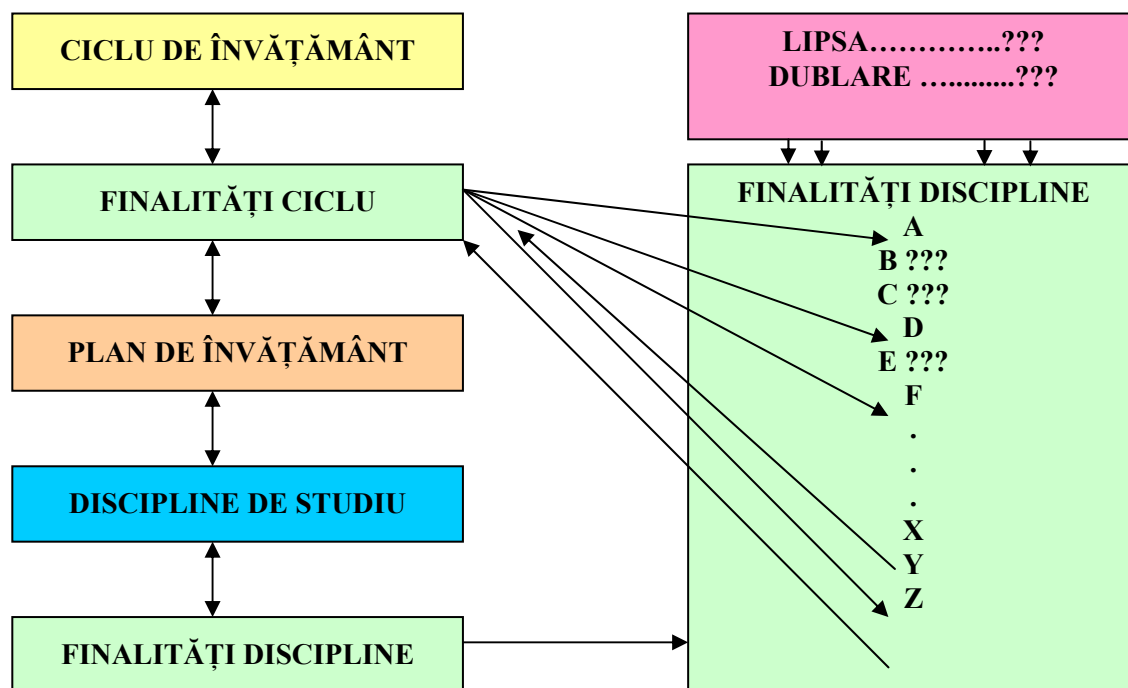 CICLU DE ÎNVĂȚĂMÂNT
FINALITĂȚI CICLU
PLAN DE ÎNVĂȚĂMÂNT
DISCIPLINE DE STUDIU
FINALITĂȚI DISCIPLINE
LIPSA…………..???
DUBLARE ….........???
FINALITĂȚI DISCIPLINE
A
B ???
C ???
D
E ???
F
.
.
.
X
Y
Z